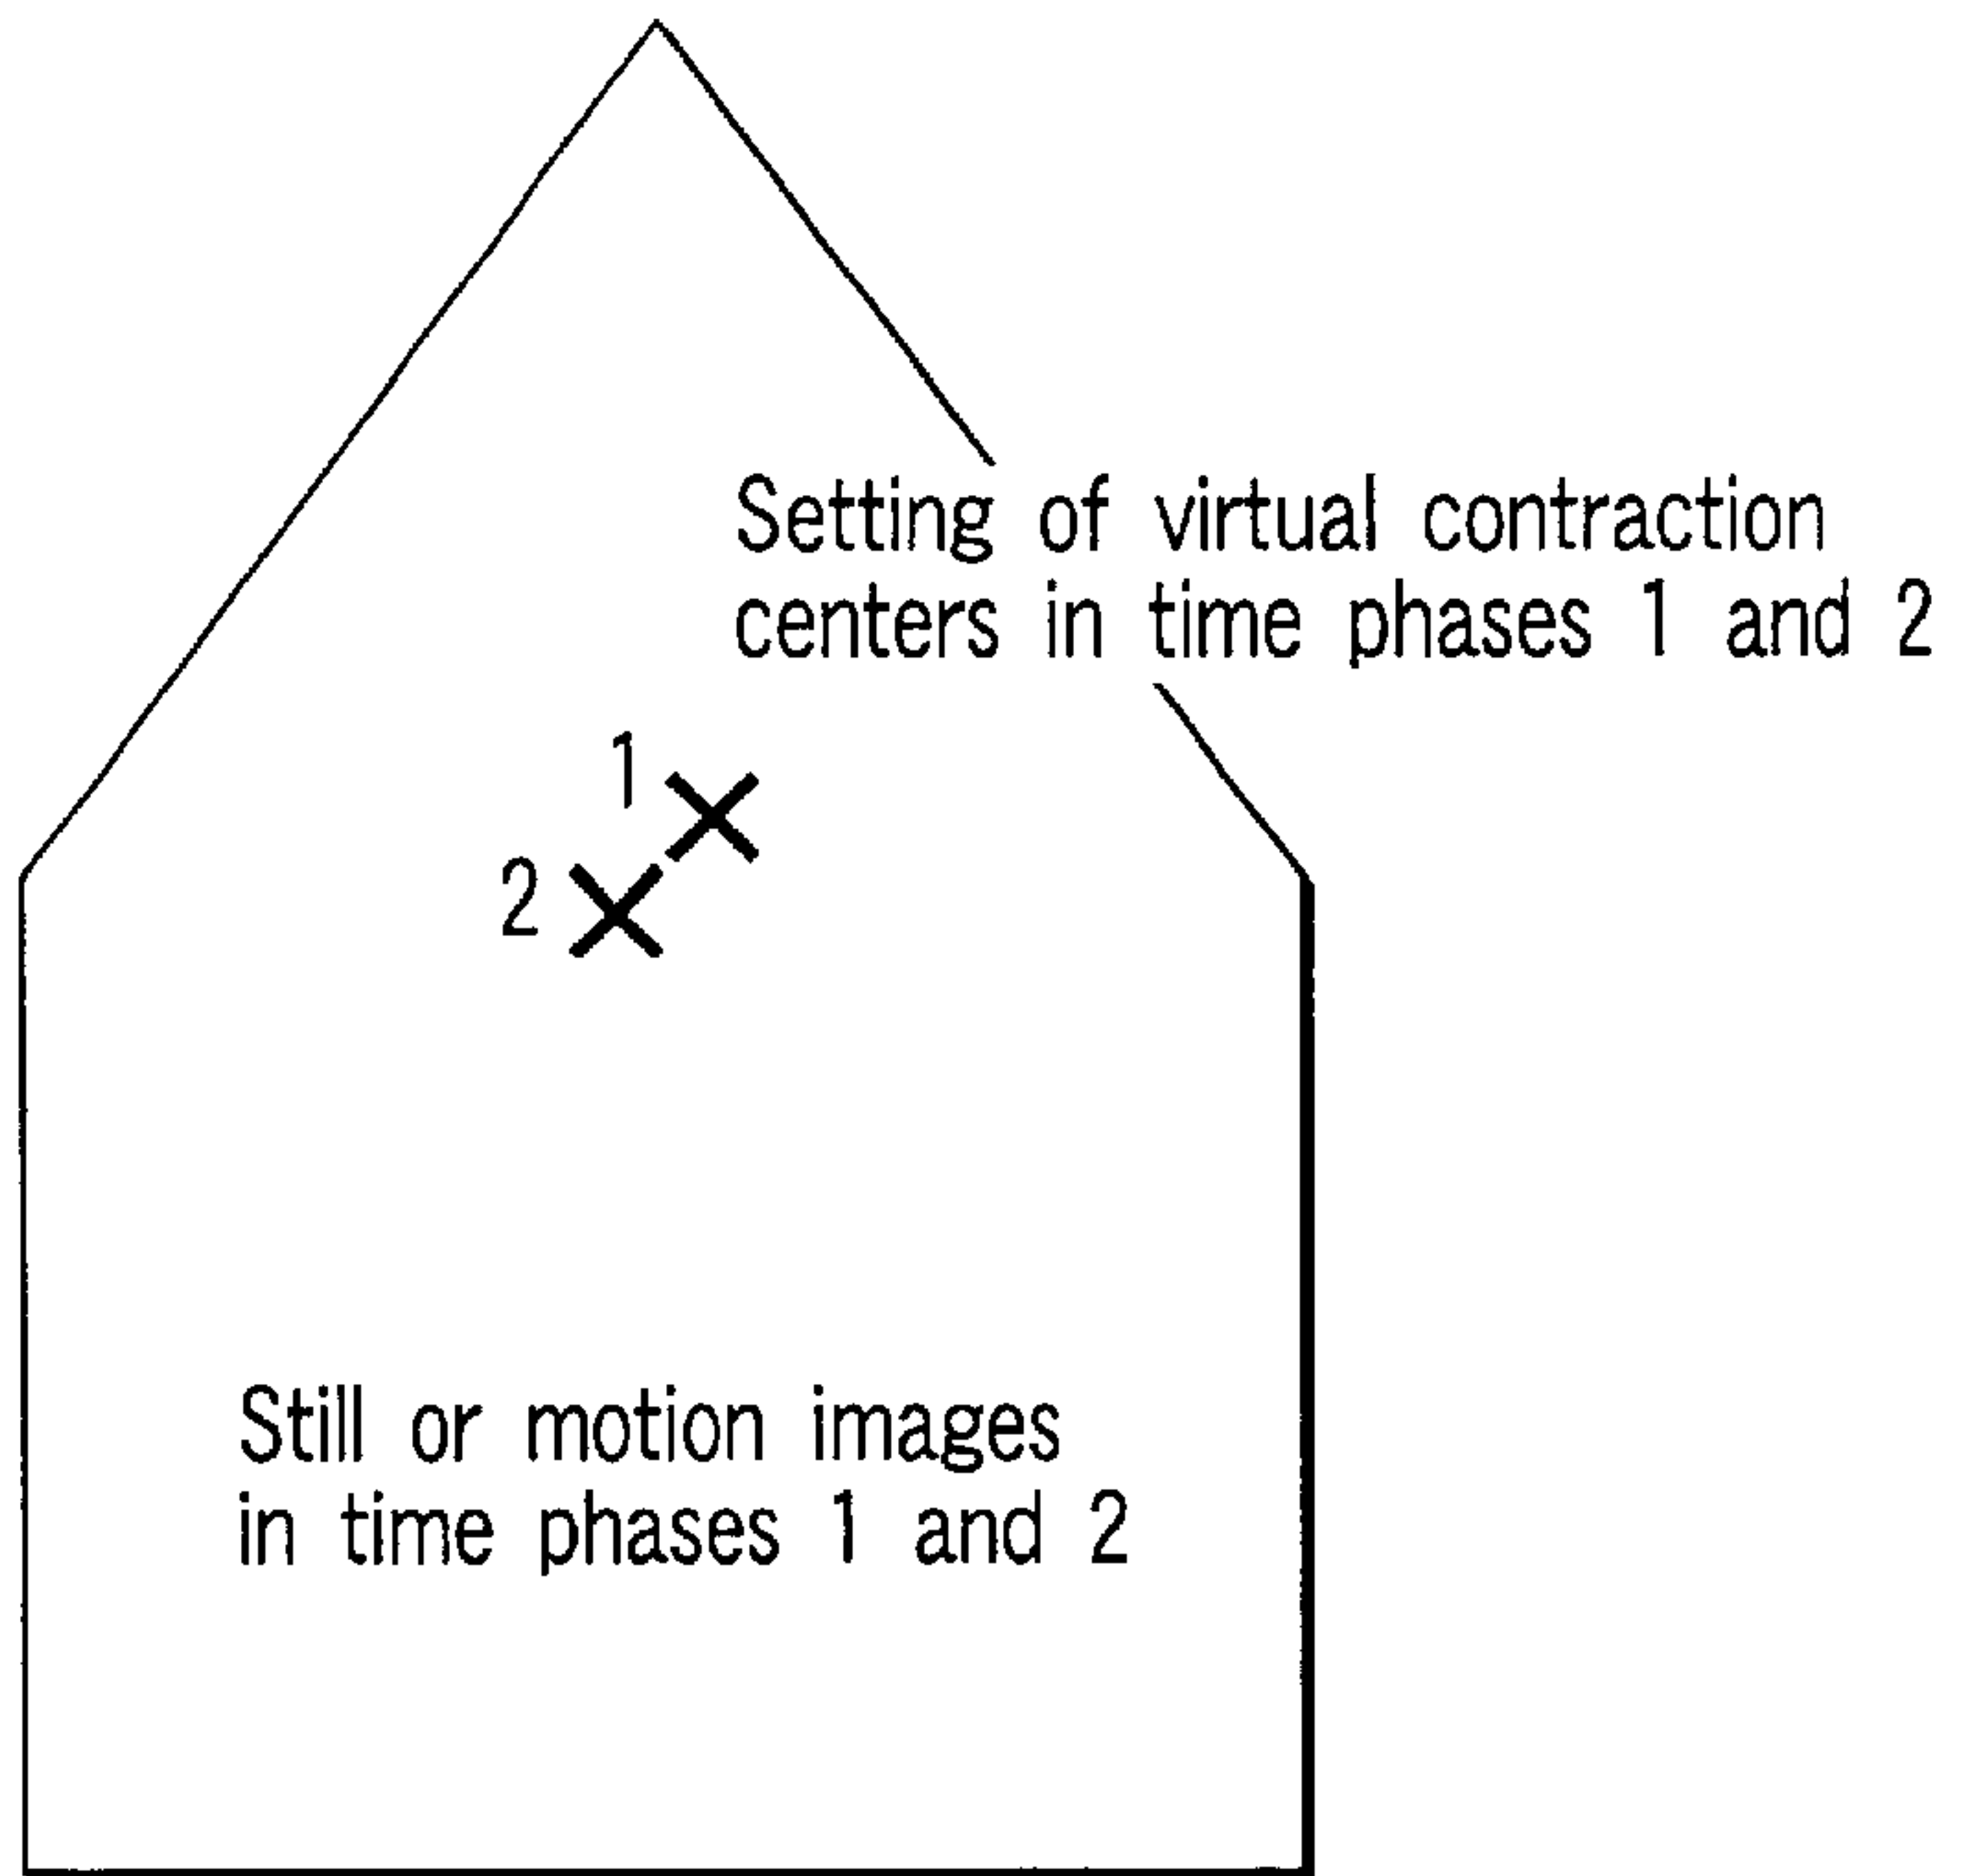 Setting of virtual contraction
centers in time phases 1 and 2
1
2
Still or motion images
in time phases 1 and 2